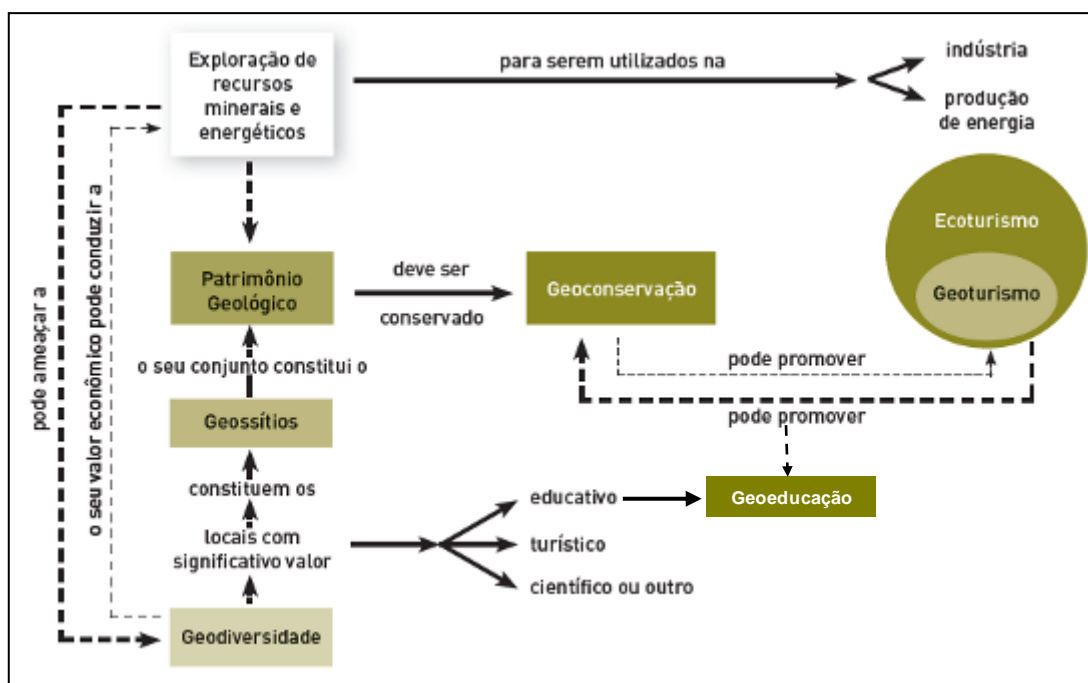 Exploração de
recursos
minerais e
energéticos
para serem utilizados na
indústria
produção
de energia
Ecoturismo
Geoturismo
Patrimônio
Geológico
deve ser
conservado
Geoconservação
pode promover
pode promover
o seu conjunto constitui o
Geossítios
constituem os
locais com
significativo valor
educativo
turístico
científico ou outro
Geoeducação
Geodiversidade
pode ameaçar a
o seu valor econômico pode conduzir a